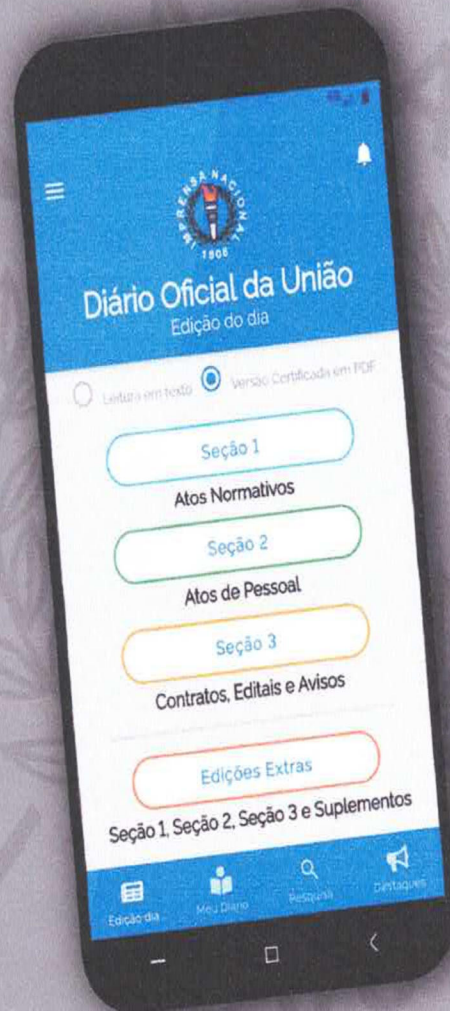 IMPRENSA NACIONAL
1808
Diário Oficial da União
Edição do dia
Leitura em texto
Versão Certificada em PDF
Seção 1
Atos Normativos
Seção 2
Atos de Pessoal
Seção 3
Contratos, Editais e Avisos
Edições Extras
Seção 1, Seção 2, Seção 3 e Suplementos
Edição dia
Meu Diário
Pesquisa
Destaques